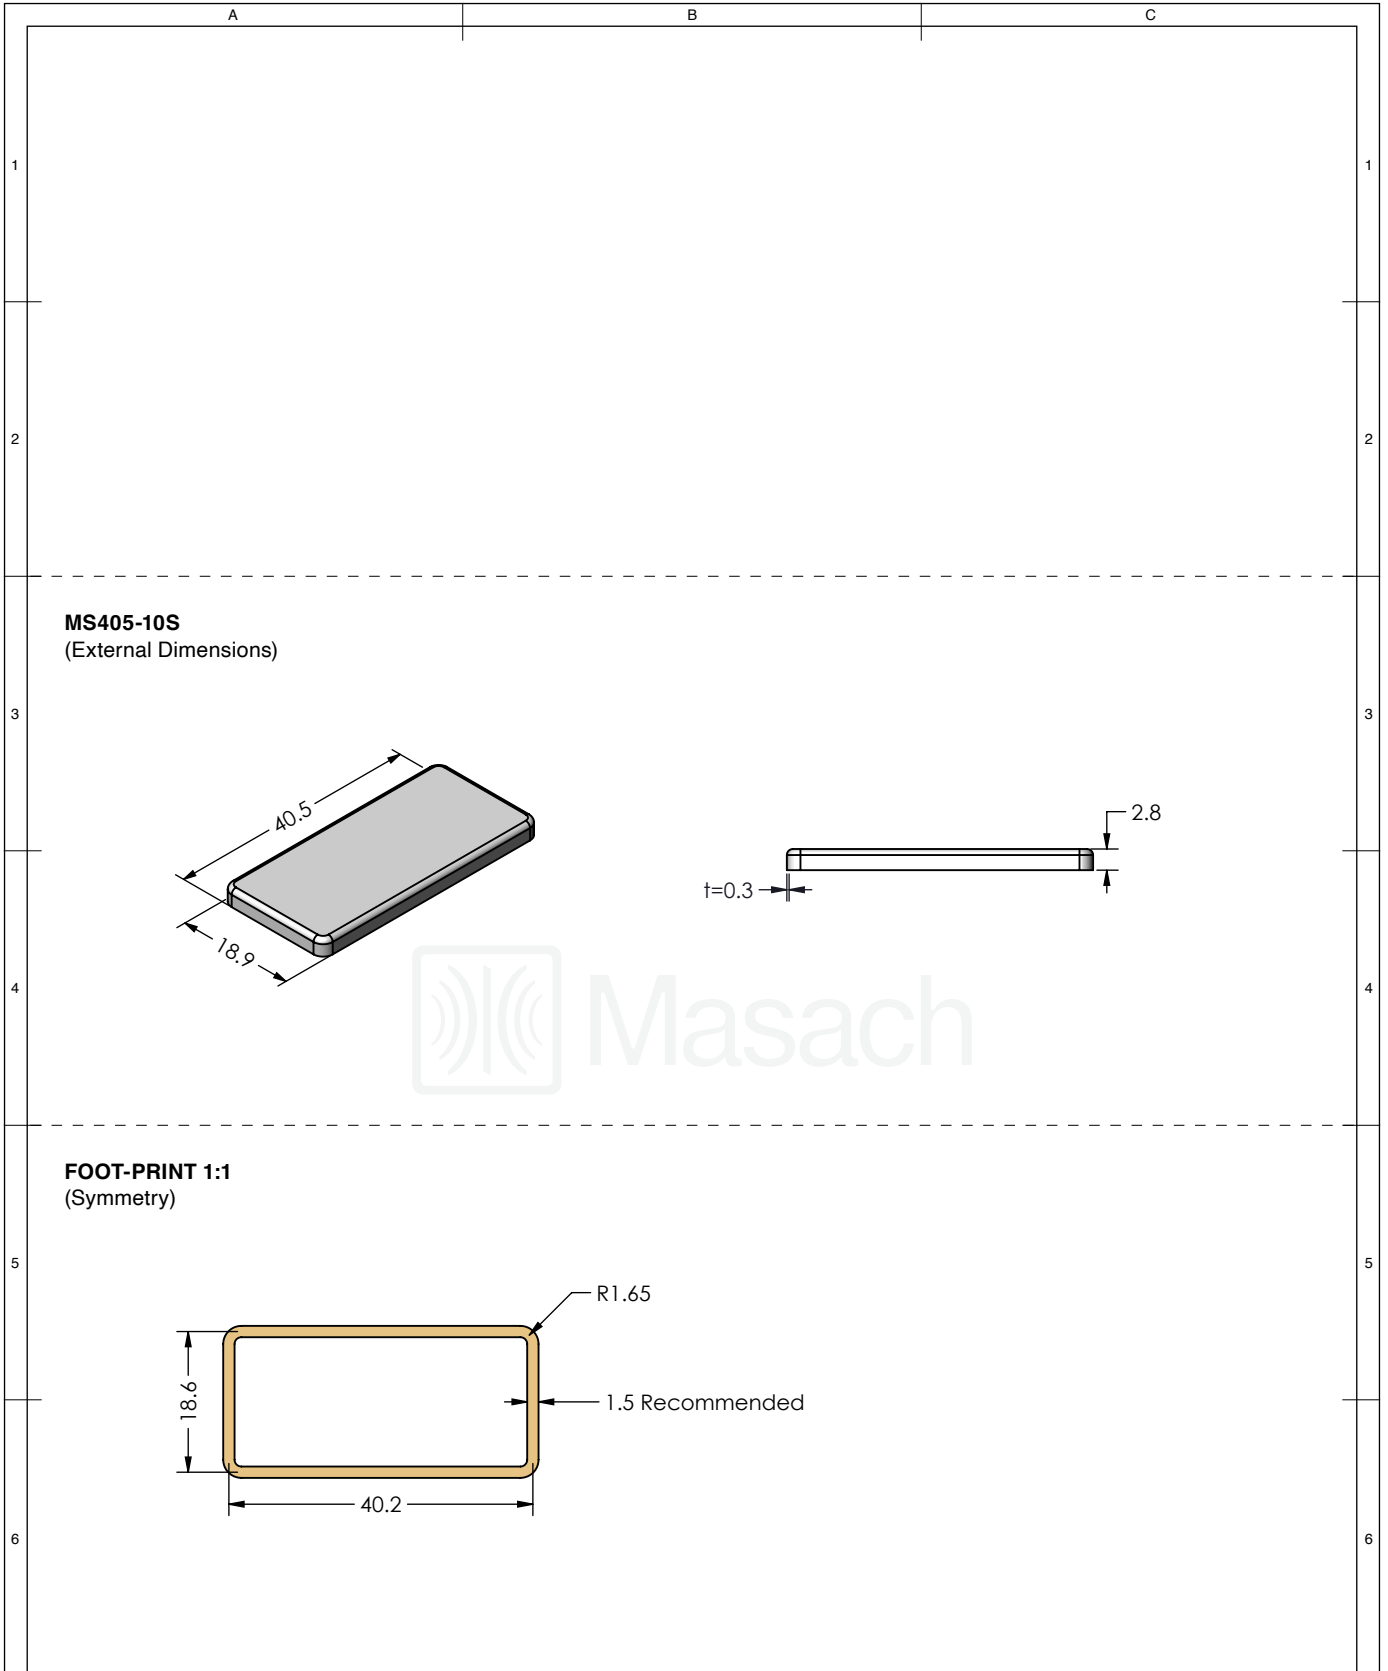 A B C
1 1
2 2
MS405-10S
(External Dimensions)
3 3
40.5
2.8
t=0.3
18.9
4 4
Masach
FOOT-PRINT 1:1
(Symmetry)
5 5
R1.65
18.6
1.5 Recommended
40.2
6 6